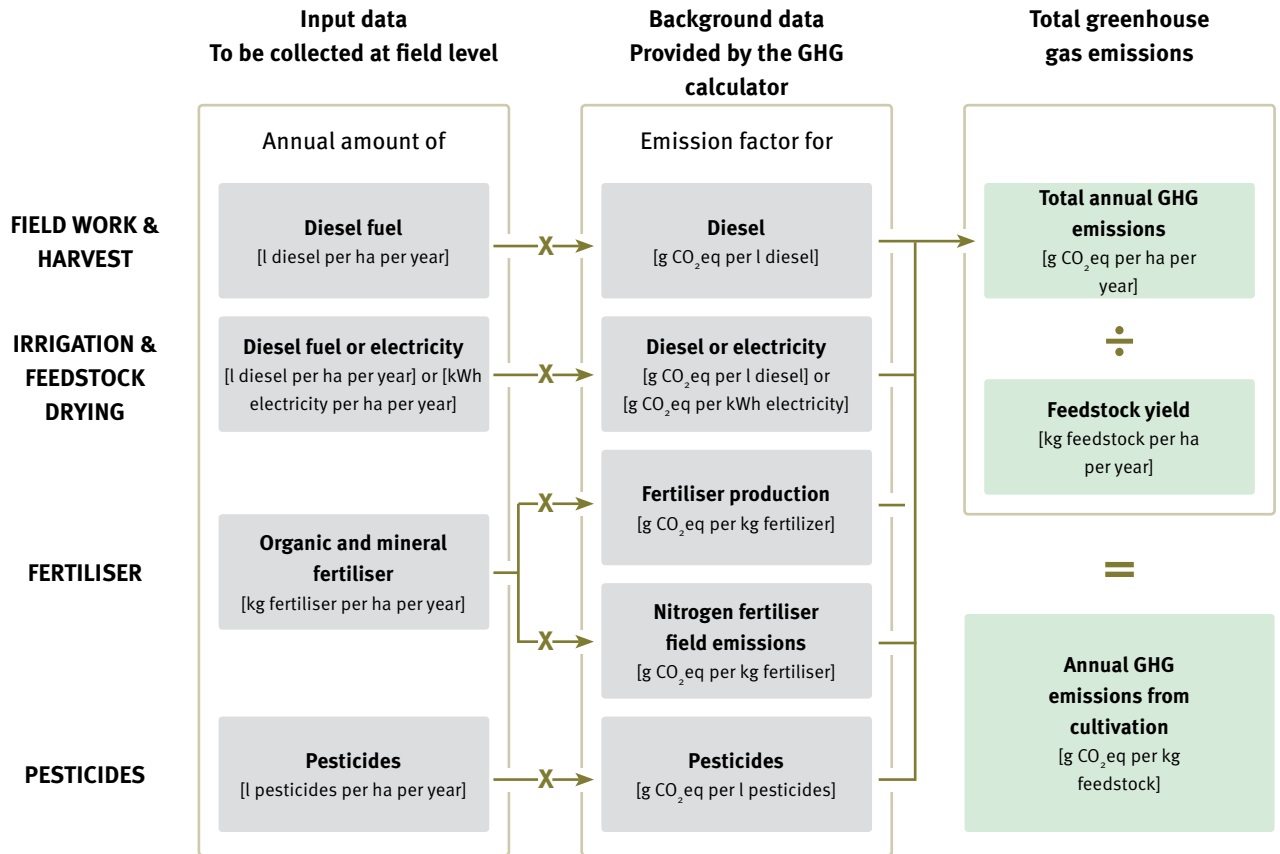 Input data
To be collected at field level
Background data
Provided by the GHG
calculator
Total greenhouse
gas emissions
Annual amount of
Emission factor for
FIELD WORK &
HARVEST
Diesel fuel
[l diesel per ha per year]
X
Diesel
[g CO₂eq per l diesel]
Total annual GHG
emissions
[g CO₂eq per ha per
year]
IRRIGATION &
FEEDSTOCK
DRYING
Diesel fuel or electricity
[l diesel per ha per year] or [kWh
electricity per ha per year]
X
Diesel or electricity
[g CO₂eq per l diesel] or
[g CO₂eq per kWh electricity]
÷
Feedstock yield
[kg feedstock per ha
per year]
FERTILISER
Organic and mineral
fertiliser
[kg fertiliser per ha per year]
X
Fertiliser production
[g CO₂eq per kg fertilizer]
X
Nitrogen fertiliser
field emissions
[g CO₂eq per kg fertiliser]
=
Annual GHG
emissions from
cultivation
[g CO₂eq per kg
feedstock]
PESTICIDES
Pesticides
[l pesticides per ha per year]
X
Pesticides
[g CO₂eq per l pesticides]